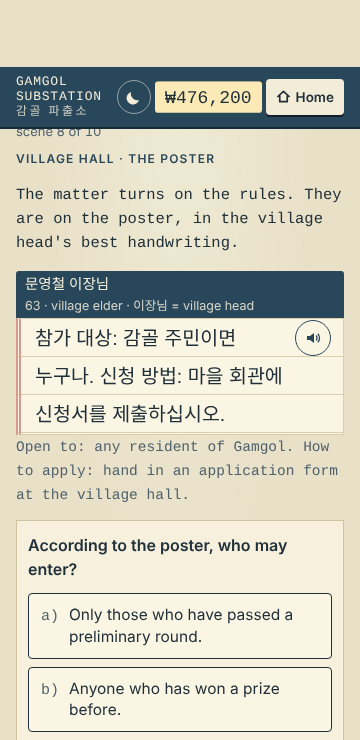 GAMGOL
SUBSTATION
감골 파출소
₩476,200
Home
scene 8 of 10
VILLAGE HALL · THE POSTER
The matter turns on the rules. They
are on the poster, in the village
head's best handwriting.
문영철 이장님
63 · village elder · 이장님 = village head
참가 대상: 감골 주민이면
누구나. 신청 방법: 마을 회관에
신청서를 제출하십시오.
Open to: any resident of Gamgol. How
to apply: hand in an application form
at the village hall.
According to the poster, who may
enter?
a) Only those who have passed a
preliminary round.
b) Anyone who has won a prize
before.